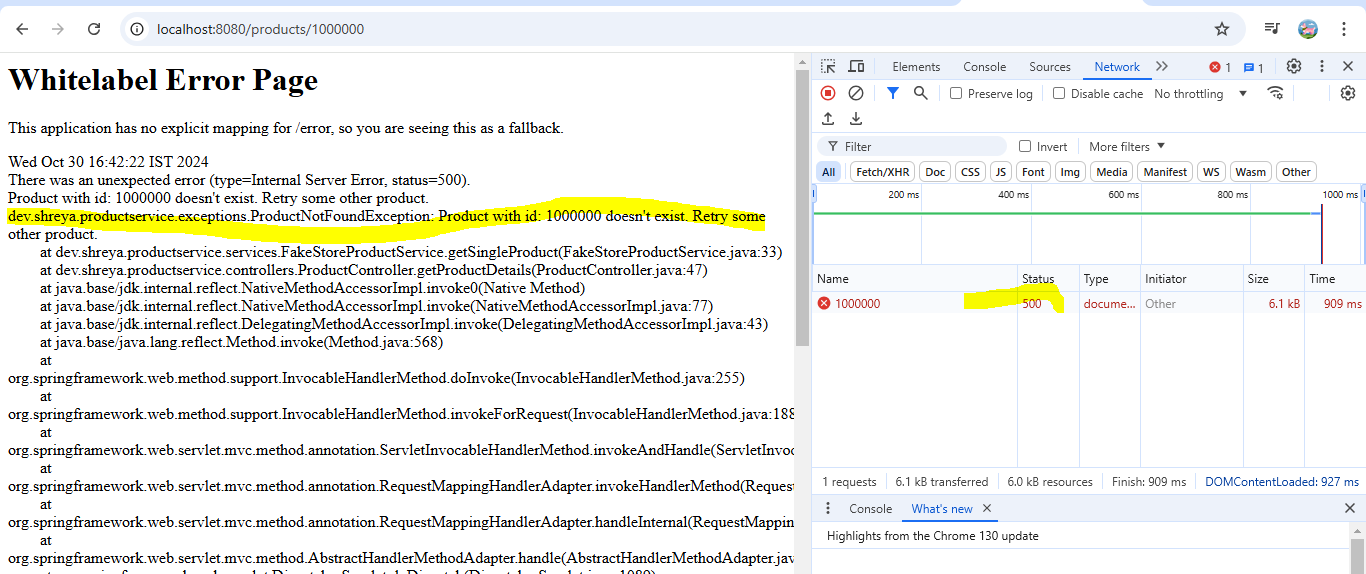 localhost:8080/products/1000000
Whitelabel Error Page
This application has no explicit mapping for /error, so you are seeing this as a fallback.
Wed Oct 30 16:42:22 IST 2024
There was an unexpected error (type=Internal Server Error, status=500).
Product with id: 1000000 doesn't exist. Retry some other product.
dev.shreya.productservice.exceptions.ProductNotFoundException: Product with id: 1000000 doesn't exist. Retry some
other product.
at dev.shreya.productservice.services.FakeStoreProductService.getSingleProduct(FakeStoreProductService.java:33)
at dev.shreya.productservice.controllers.ProductController.getProductDetails(ProductController.java:47)
at java.base/jdk.internal.reflect.NativeMethodAccessorImpl.invoke0(Native Method)
at java.base/jdk.internal.reflect.NativeMethodAccessorImpl.invoke(NativeMethodAccessorImpl.java:77)
at java.base/jdk.internal.reflect.DelegatingMethodAccessorImpl.invoke(DelegatingMethodAccessorImpl.java:43)
at java.base/java.lang.reflect.Method.invoke(Method.java:568)
at
org.springframework.web.method.support.InvocableHandlerMethod.doInvoke(InvocableHandlerMethod.java:255)
at
org.springframework.web.method.support.InvocableHandlerMethod.invokeForRequest(InvocableHandlerMethod.java:188
at
org.springframework.web.servlet.mvc.method.annotation.ServletInvocableHandlerMethod.invokeAndHandle(ServletInvoc
at
org.springframework.web.servlet.mvc.method.annotation.RequestMappingHandlerAdapter.invokeHandlerMethod(Request
at
org.springframework.web.servlet.mvc.method.annotation.RequestMappingHandlerAdapter.handleInternal(RequestMappin
at
org.springframework.web.servlet.mvc.method.AbstractHandlerMethodAdapter.handle(AbstractHandlerMethodAdapter.jav
Elements Console Sources Network 1 1
Preserve log Disable cache No throttling
Filter Invert More filters
All Fetch/XHR Doc CSS JS Font Img Media Manifest WS Wasm Other
200 ms 400 ms 600 ms 800 ms 1000 ms
Name Status Type Initiator Size Time
1000000 500 docume... Other 6.1 kB 909 ms
1 requests 6.1 kB transferred 6.0 kB resources Finish: 909 ms DOMContentLoaded: 927 ms
Console What's new
Highlights from the Chrome 130 update